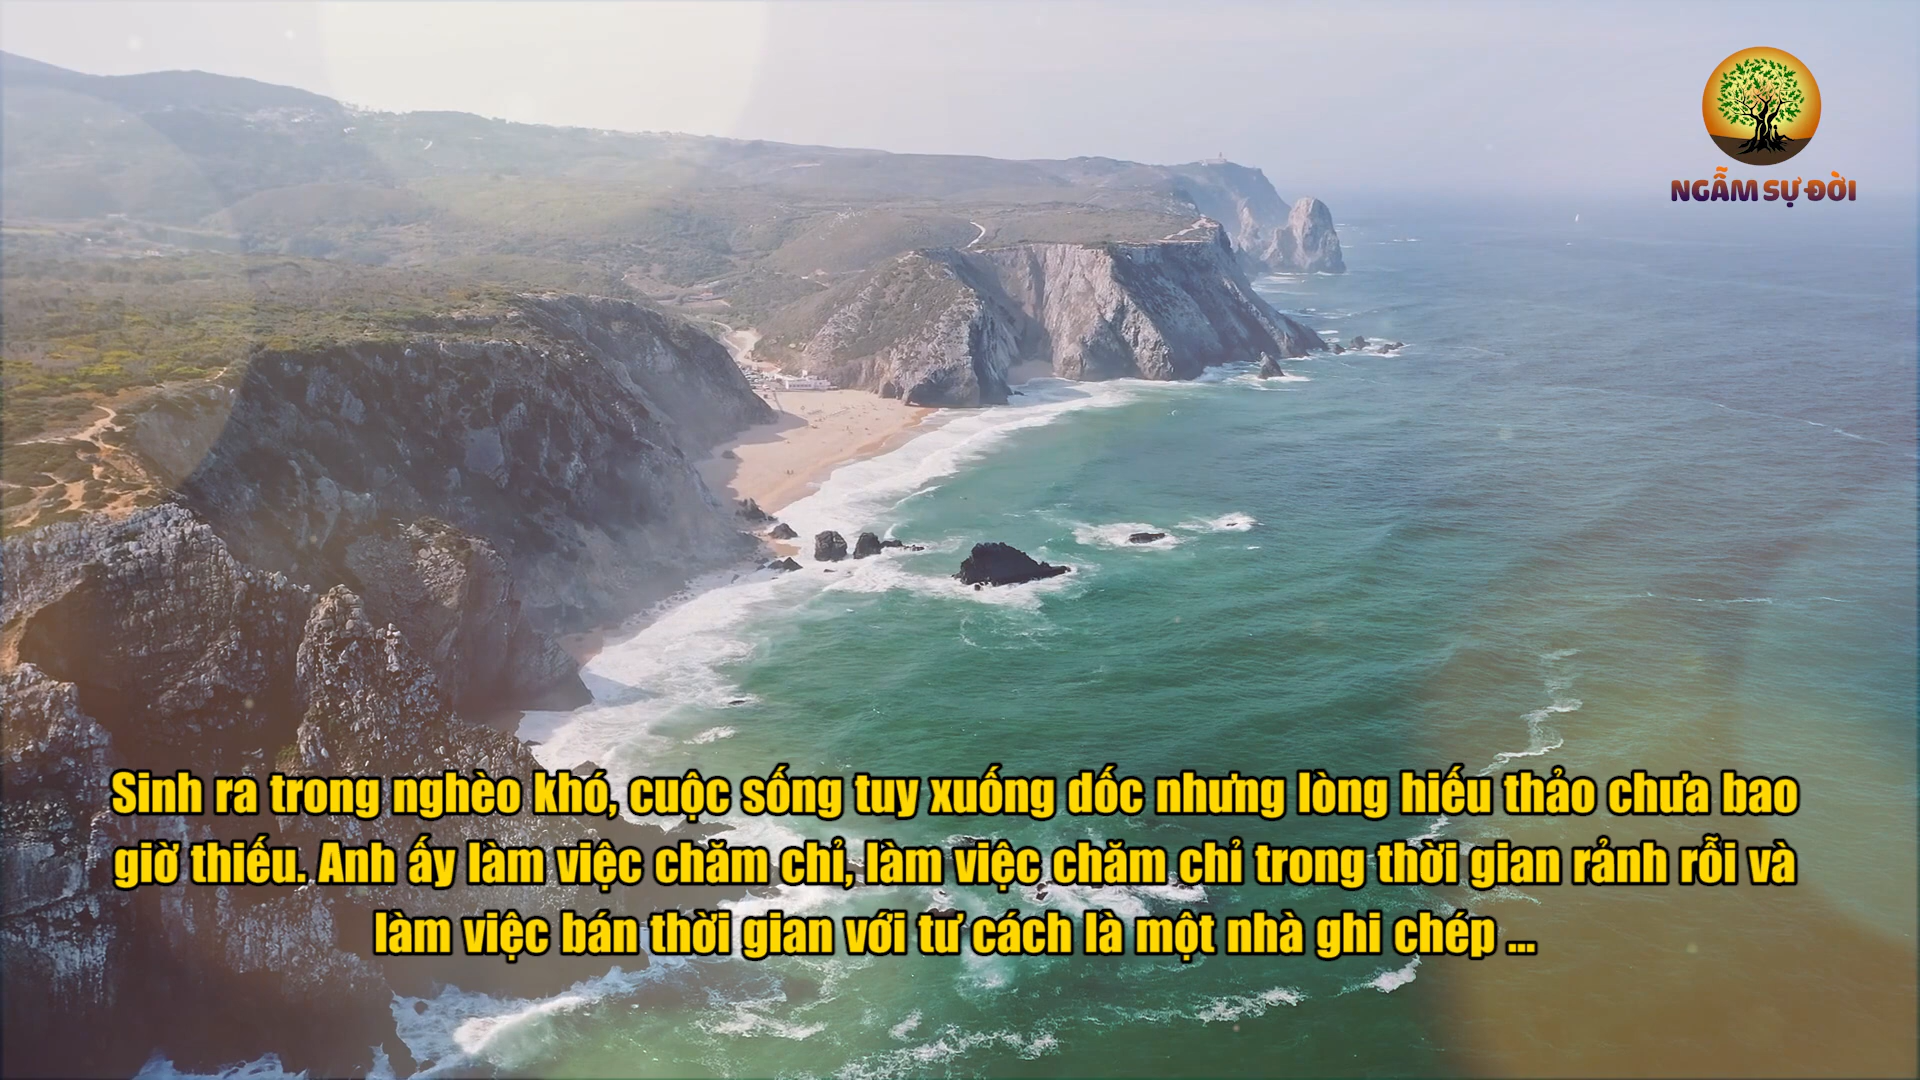 NGẪM SỰ ĐỜI
Sinh ra trong nghèo khó, cuộc sống tuy xuống dốc nhưng lòng hiếu thảo chưa bao
giờ thiếu. Anh ấy làm việc chăm chỉ, làm việc chăm chỉ trong thời gian rảnh rỗi và
làm việc bán thời gian với tư cách là một nhà ghi chép ...